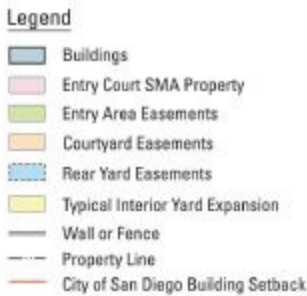 Legend
Buildings
Entry Court SMA Property
Entry Area Easements
Courtyard Easements
Rear Yard Easements
Typical Interior Yard Expansion
Wall or Fence
Property Line
City of San Diego Building Setback